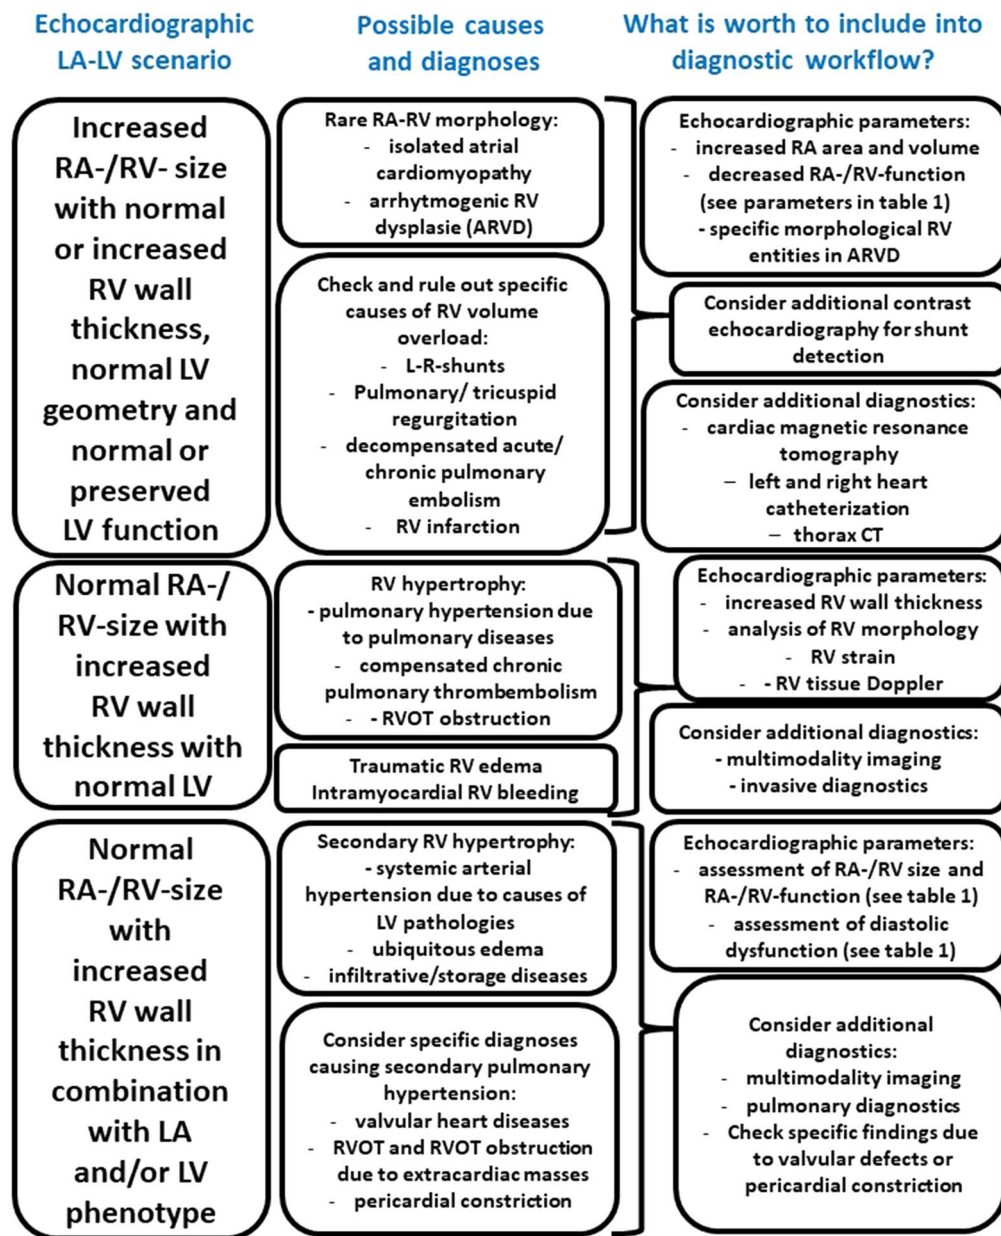 Echocardiographic
LA-LV scenario
Possible causes
and diagnoses
What is worth to include into
diagnostic workflow?
Increased
RA-/RV- size
with normal
or increased
RV wall
thickness,
normal LV
geometry and
normal or
preserved
LV function
Rare RA-RV morphology:
- isolated atrial
cardiomyopathy
- arrhytmogenic RV
dysplasie (ARVD)
Check and rule out specific
causes of RV volume
overload:
- L-R-shunts
- Pulmonary/ tricuspid
regurgitation
- decompensated acute/
chronic pulmonary
embolism
- RV infarction
Echocardiographic parameters:
- increased RA area and volume
- decreased RA-/RV-function
(see parameters in table 1)
- specific morphological RV
entities in ARVD
Consider additional contrast
echocardiography for shunt
detection
Consider additional diagnostics:
- cardiac magnetic resonance
tomography
– left and right heart
catheterization
– thorax CT
Normal RA-/
RV-size with
increased
RV wall
thickness with
normal LV
RV hypertrophy:
- pulmonary hypertension due
to pulmonary diseases
- compensated chronic
pulmonary thrombembolism
- - RVOT obstruction
Traumatic RV edema
Intramyocardial RV bleeding
Echocardiographic parameters:
- increased RV wall thickness
- analysis of RV morphology
- RV strain
- - RV tissue Doppler
Consider additional diagnostics:
- multimodality imaging
- invasive diagnostics
Normal
RA-/RV-size
with
increased
RV wall
thickness in
combination
with LA
and/or LV
phenotype
Secondary RV hypertrophy:
- systemic arterial
hypertension due to causes of
LV pathologies
- ubiquitous edema
- infiltrative/storage diseases
Consider specific diagnoses
causing secondary pulmonary
hypertension:
- valvular heart diseases
- RVOT and RVOT obstruction
due to extracardiac masses
- pericardial constriction
Echocardiographic parameters:
- assessment of RA-/RV size and
RA-/RV-function (see table 1)
- assessment of diastolic
dysfunction (see table 1)
Consider additional
diagnostics:
- multimodality imaging
- pulmonary diagnostics
- Check specific findings due
to valvular defects or
pericardial constriction